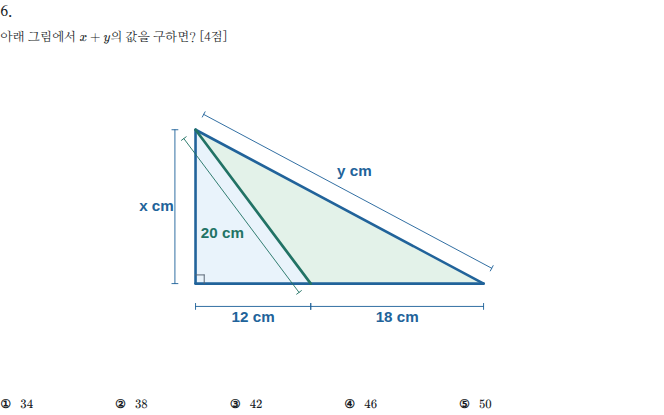 6.
아래 그림에서 x + y의 값을 구하면? [4점]
y cm
x cm
20 cm
12 cm 18 cm
① 34 ② 38 ③ 42 ④ 46 ⑤ 50